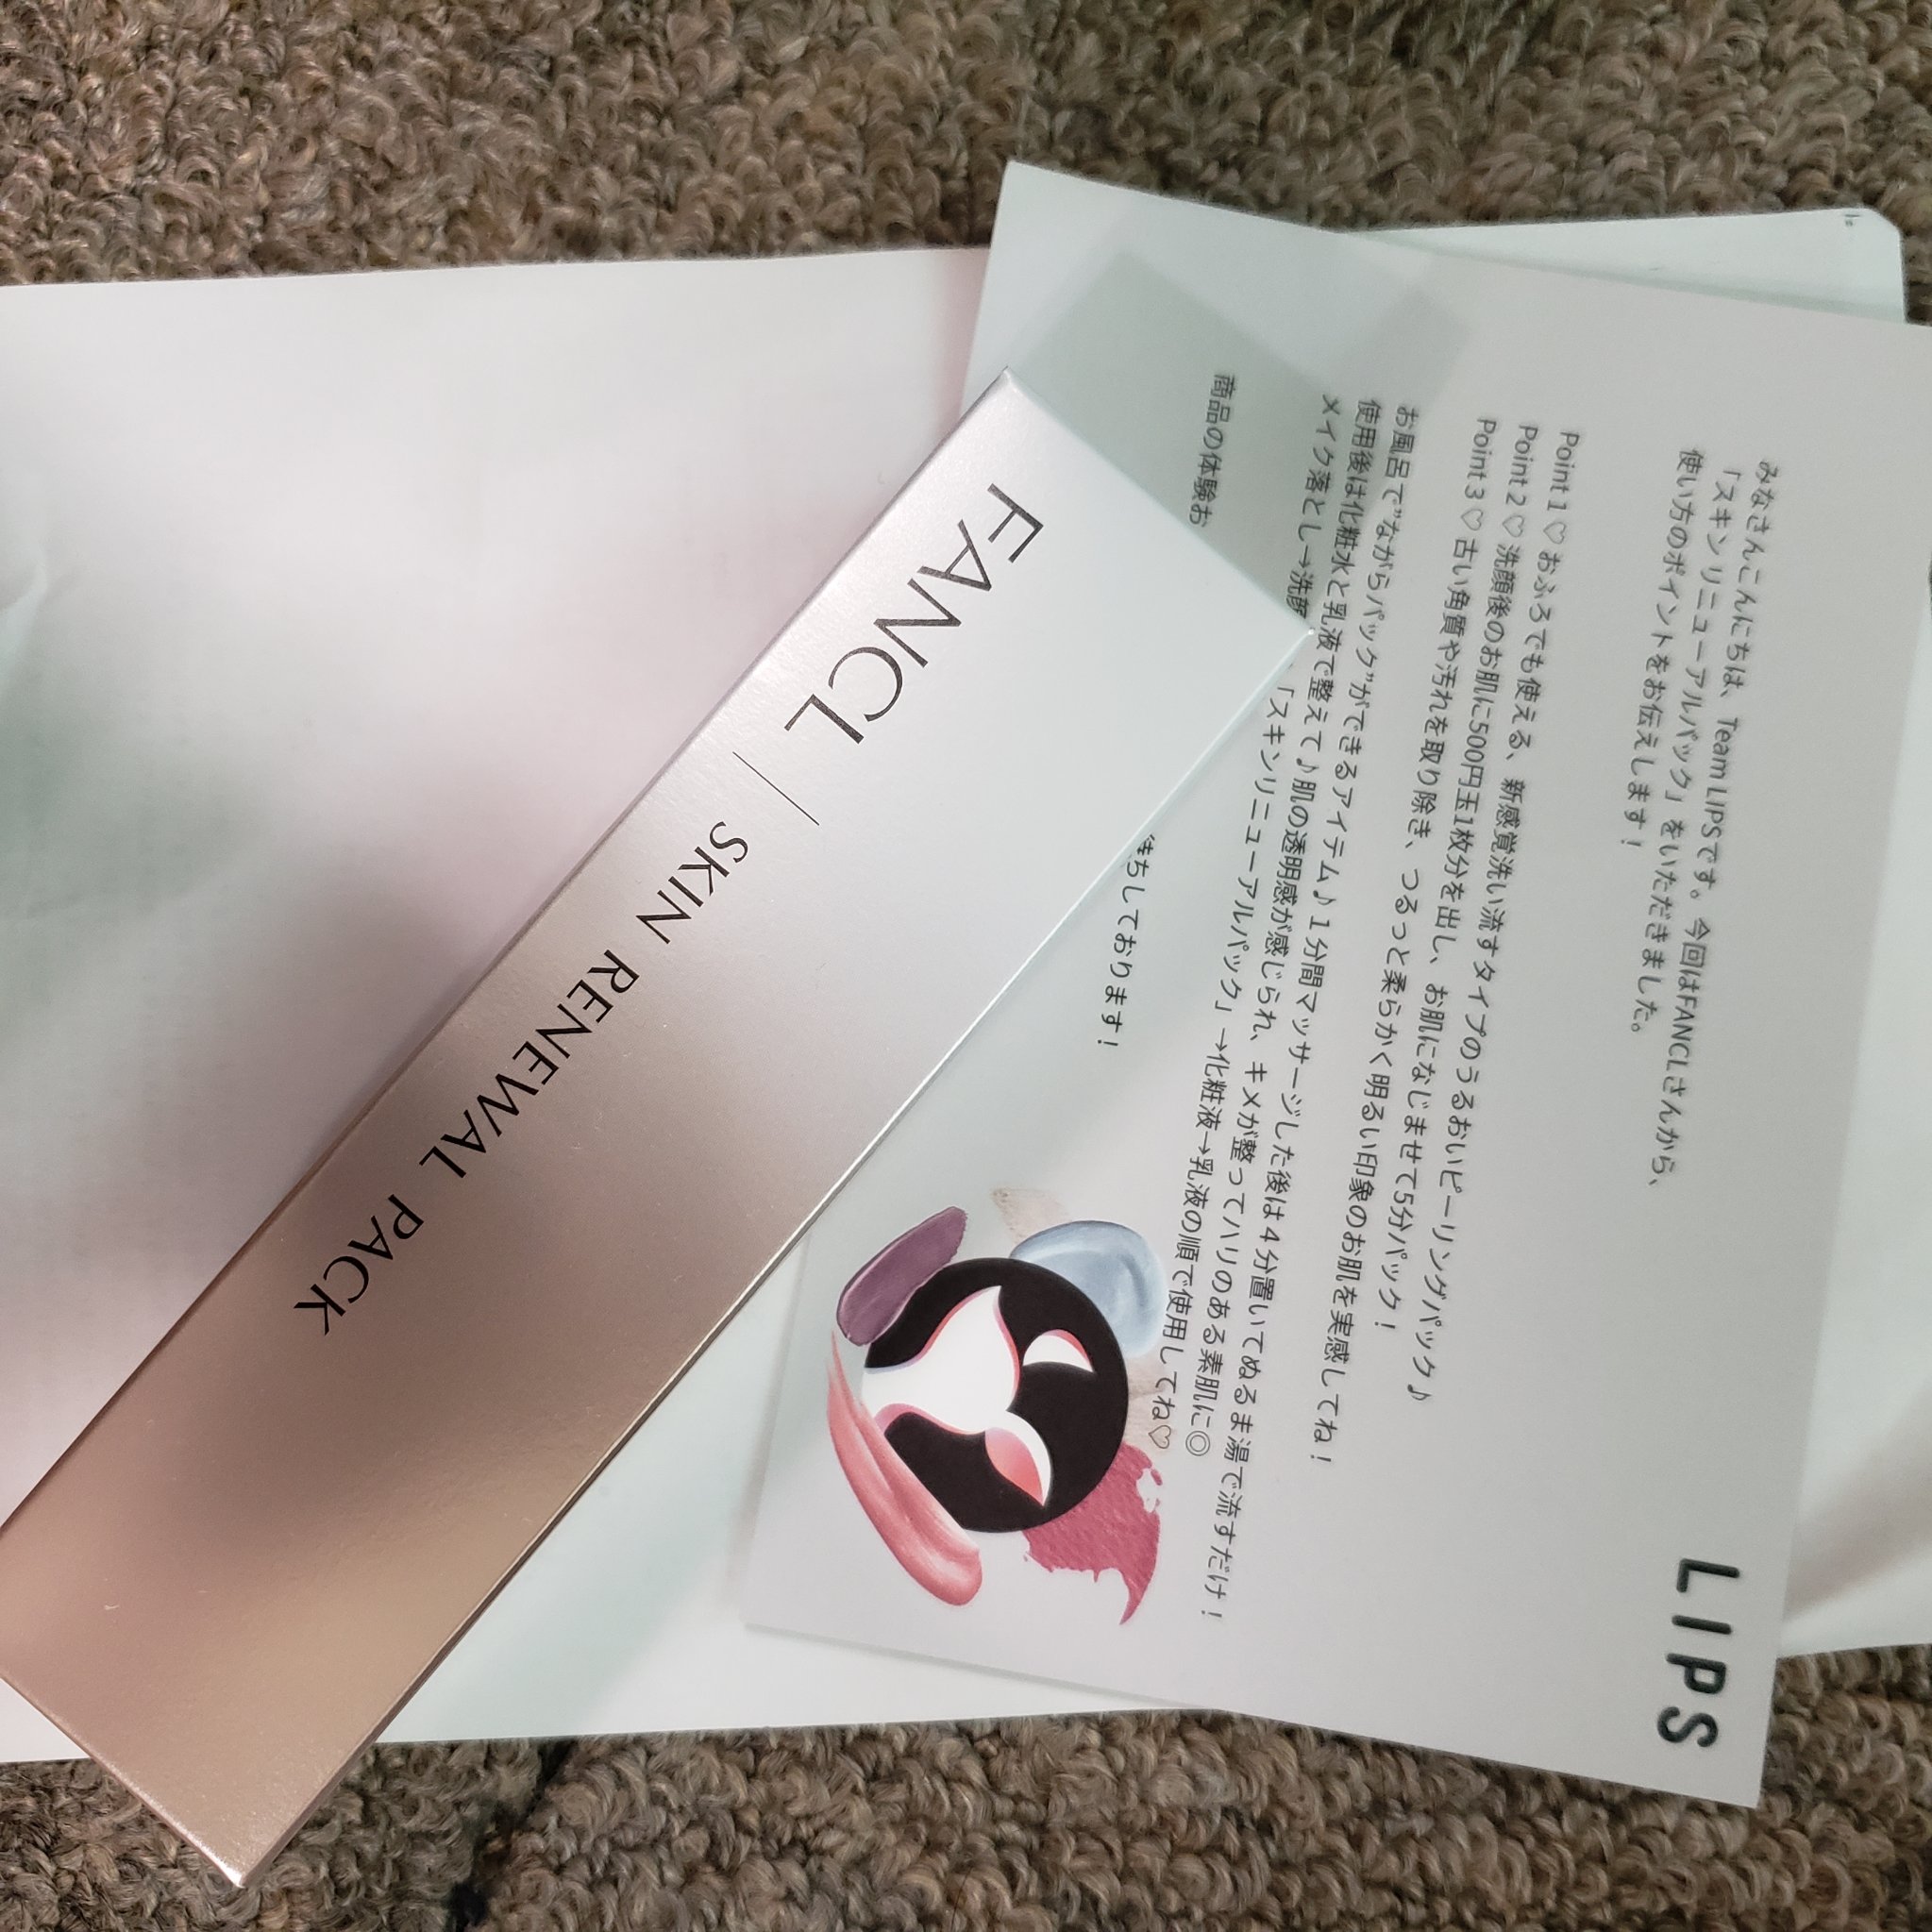 LIPS
みなさんこんにちは、Team LIPSです。今回はFANCLさんから、
「スキンリニューアルパック」をいただきました。
使い方のポイントをお伝えします！
Point1♡おふろでも使える、新感覚洗い流すタイプのうるおいピーリングパック♪
Point2♡洗顔後のお肌に500円玉1枚分を出し、お肌になじませて5分パック！
Point3♡古い角質や汚れを取り除き、つるっと柔らかく明るい印象のお肌を実感してね！
お風呂で"ながらパック"ができるアイテム♪1分間マッサージした後は4分置いてぬるま湯で流すだけ！
使用後は化粧水と乳液で整えて♪肌の透明感が感じられ、キメが整ってハリのある素肌に◎
メイク落とし→洗顔「スキンリニューアルパック」→化粧液→乳液の順で使用してね♡
商品の体験お
待ちしております！
FANCL | SKIN RENEWAL PACK